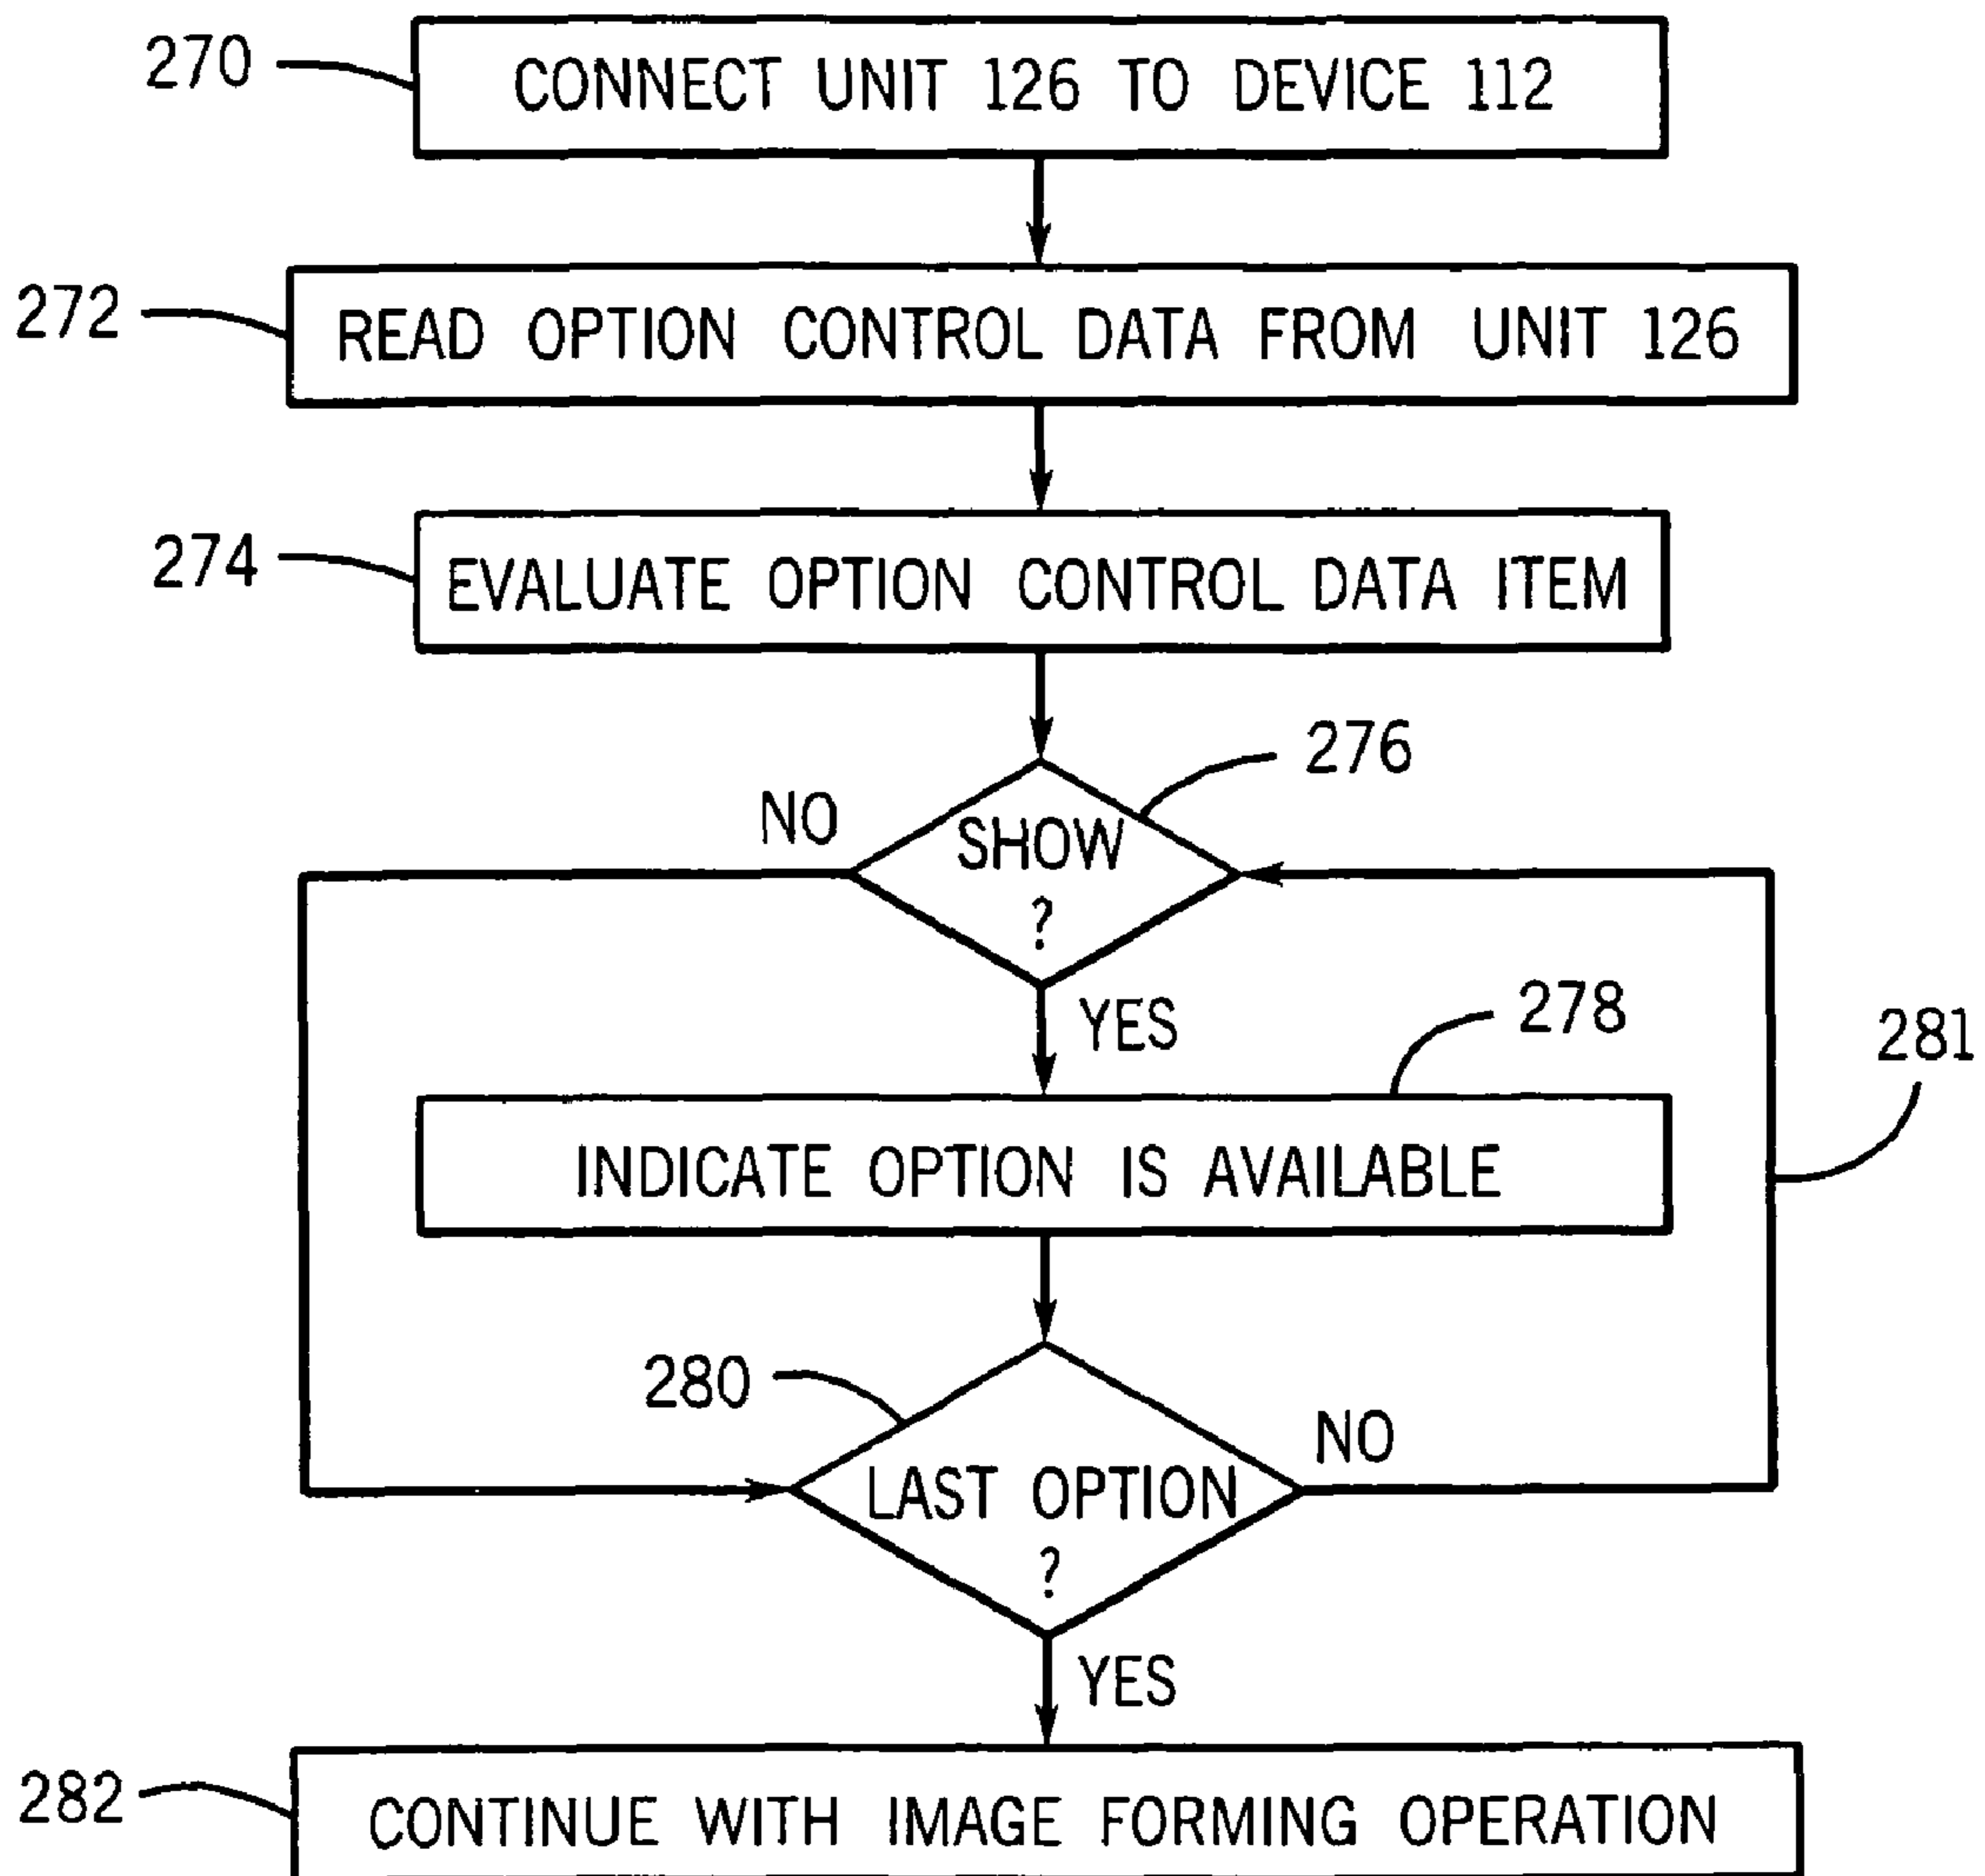 270
CONNECT UNIT 126 TO DEVICE 112
272
READ OPTION CONTROL DATA FROM UNIT 126
274
EVALUATE OPTION CONTROL DATA ITEM
276
NO
SHOW
?
YES
278
281
INDICATE OPTION IS AVAILABLE
280
NO
LAST OPTION
?
YES
282
CONTINUE WITH IMAGE FORMING OPERATION